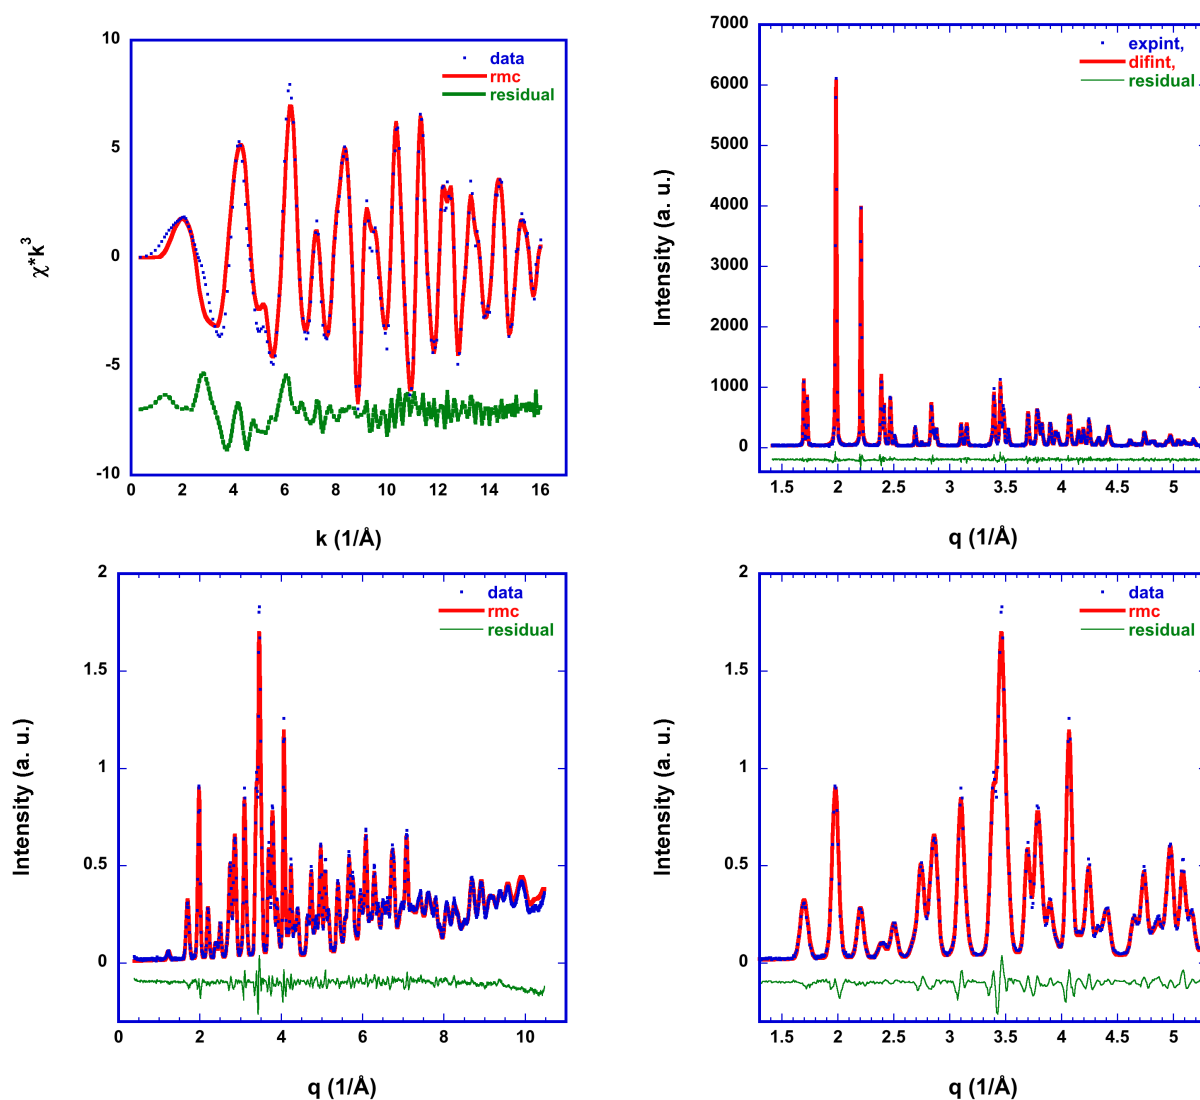 10
5
0
-5
-10
0 2 4 6 8 10 12 14 16
χ*k³
k (1/Å)
data
rmc
residual
7000
6000
5000
4000
3000
2000
1000
0
1.5 2 2.5 3 3.5 4 4.5 5
Intensity (a. u.)
q (1/Å)
expint,
difint,
residual
2
1.5
1
0.5
0
0 2 4 6 8 10
Intensity (a. u.)
q (1/Å)
data
rmc
residual
2
1.5
1
0.5
0
1.5 2 2.5 3 3.5 4 4.5 5
Intensity (a. u.)
q (1/Å)
data
rmc
residual